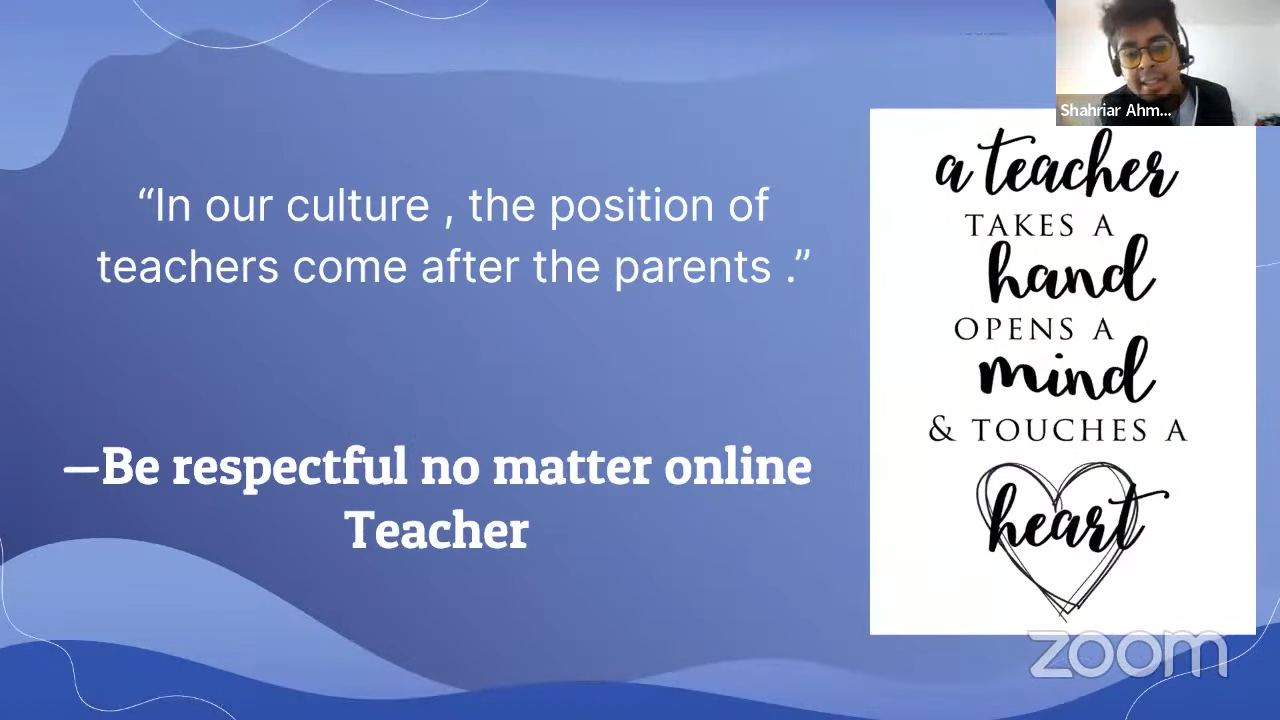 “In our culture , the position of
teachers come after the parents .”
—Be respectful no matter online
Teacher
Shahriar Ahm...
a teacher
TAKES A
hand
OPENS A
mind
& TOUCHES A
heart
zoom